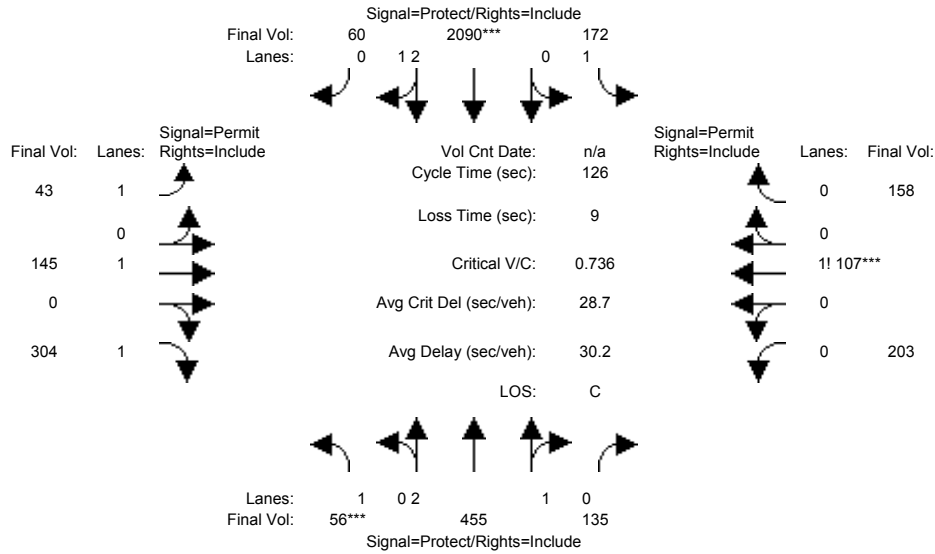 Signal=Protect/Rights=Include
Final Vol: 60 2090*** 172
Lanes: 0 1 2 0 1
Signal=Permit Signal=Permit
Final Vol: Lanes: Rights=Include Vol Cnt Date: n/a Rights=Include Lanes: Final Vol:
Cycle Time (sec): 126
43 1 0 158
Loss Time (sec): 9
0 0
145 1 Critical V/C: 0.736 1! 107***
0 0 Avg Crit Del (sec/veh): 28.7 0
304 1 Avg Delay (sec/veh): 30.2 0 203
LOS: C
Lanes: 1 0 2 1 0
Final Vol: 56*** 455 135
Signal=Protect/Rights=Include